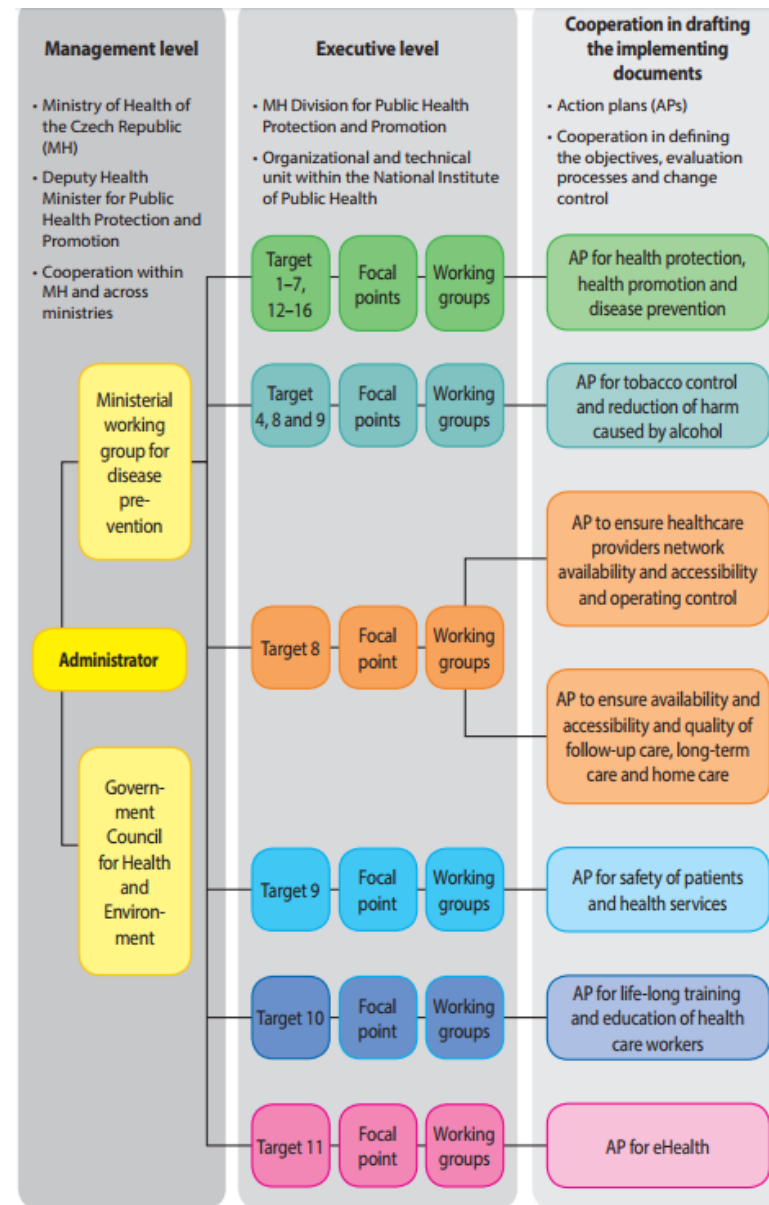 Management level
• Ministry of Health of
the Czech Republic
(MH)
• Deputy Health
Minister for Public
Health Protection and
Promotion
• Cooperation within
MH and across
ministries
Ministerial
working
group for
disease
pre-
vention
Administrator
Govern-
ment
Council
for Health
and
Environ-
ment
Executive level
• MH Division for Public Health
Protection and Promotion
• Organizational and technical
unit within the National Institute
of Public Health
Target
1–7,
12–16
Focal
points
Working
groups
Target
4, 8 and 9
Focal
points
Working
groups
Target 8
Focal
point
Working
groups
Target 9
Focal
point
Working
groups
Target 10
Focal
point
Working
groups
Target 11
Focal
point
Working
groups
Cooperation in drafting
the implementing
documents
• Action plans (APs)
• Cooperation in defining
the objectives, evaluation
processes and change
control
AP for health protection,
health promotion and
disease prevention
AP for tobacco control
and reduction of harm
caused by alcohol
AP to ensure healthcare
providers network
availability and accessibility
and operating control
AP to ensure availability and
accessibility and quality of
follow-up care, long-term
care and home care
AP for safety of patients
and health services
AP for life-long training
and education of health
care workers
AP for eHealth